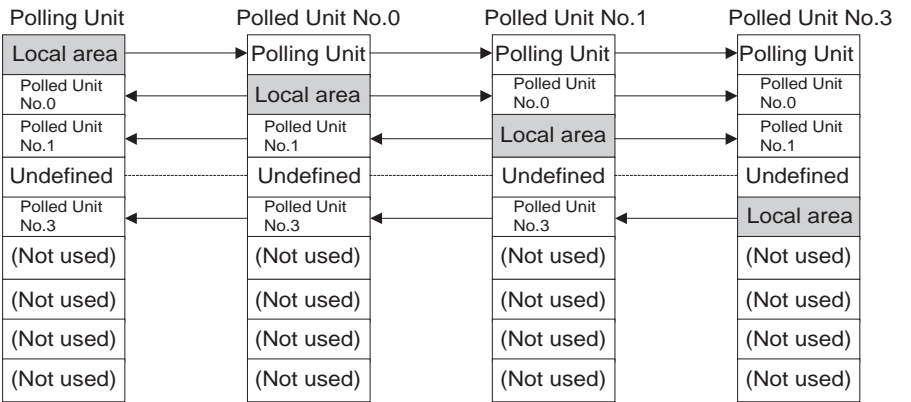 Polling Unit Polled Unit No.0 Polled Unit No.1 Polled Unit No.3
Local area Polling Unit Polling Unit Polling Unit
Polled Unit No.0 Local area Polled Unit No.0 Polled Unit No.0
Polled Unit No.1 Polled Unit No.1 Local area Polled Unit No.1
Undefined Undefined Undefined Undefined
Polled Unit No.3 Polled Unit No.3 Polled Unit No.3 Local area
(Not used) (Not used) (Not used) (Not used)
(Not used) (Not used) (Not used) (Not used)
(Not used) (Not used) (Not used) (Not used)
(Not used) (Not used) (Not used) (Not used)